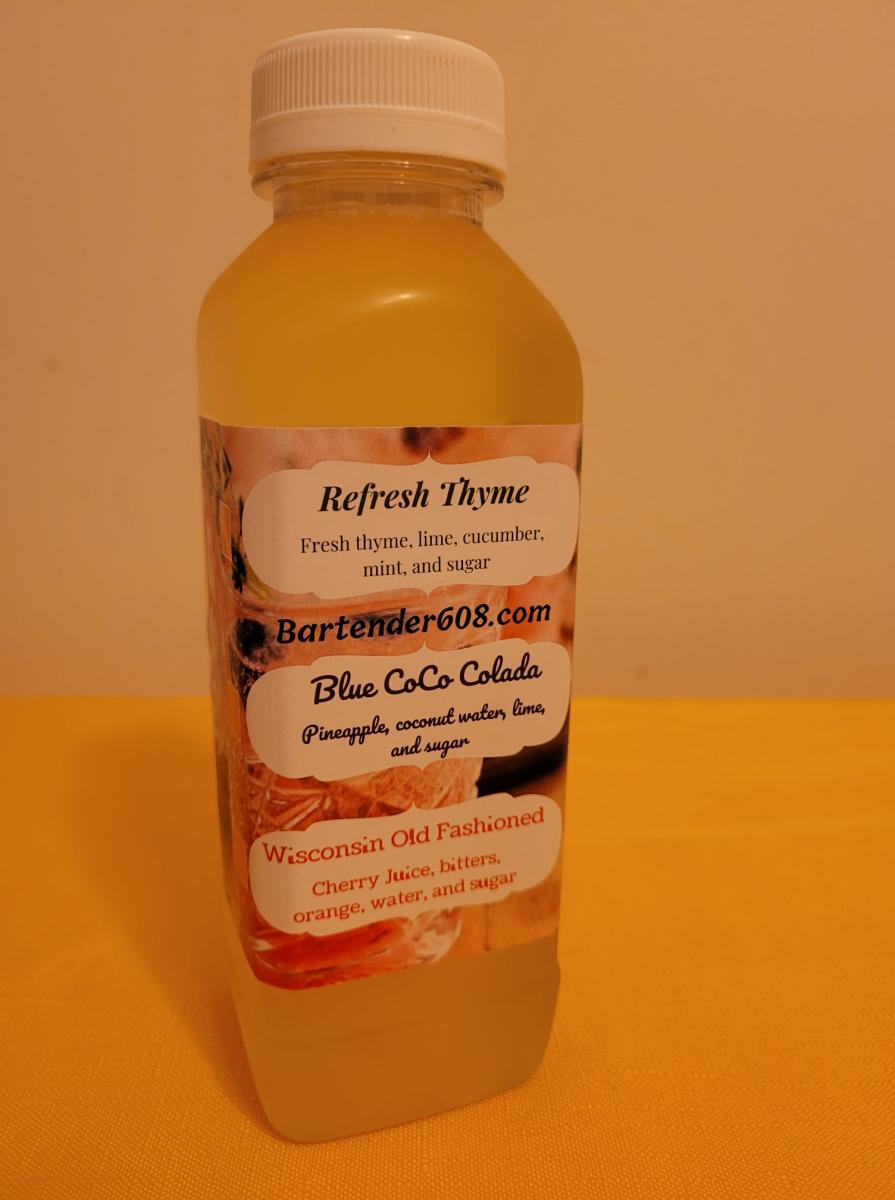 Refresh Thyme
Fresh thyme, lime, cucumber,
mint, and sugar
Bartender608.com
Blue CoCo Colada
Pineapple, coconut water, lime,
and sugar
Wisconsin Old Fashioned
Cherry Juice, bitters,
orange, water, and sugar